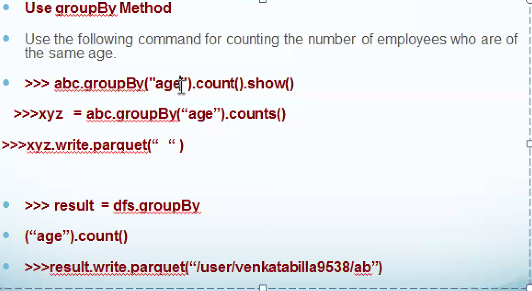 Use groupBy Method
Use the following command for counting the number of employees who are of
the same age.
>>> abc.groupBy("age").count().show()
>>>xyz = abc.groupBy(“age”).counts()
>>>xyz.write.parquet(“ “ )
>>> result = dfs.groupBy
(“age”).count()
>>>result.write.parquet(“/user/venkatabilla9538/ab”)